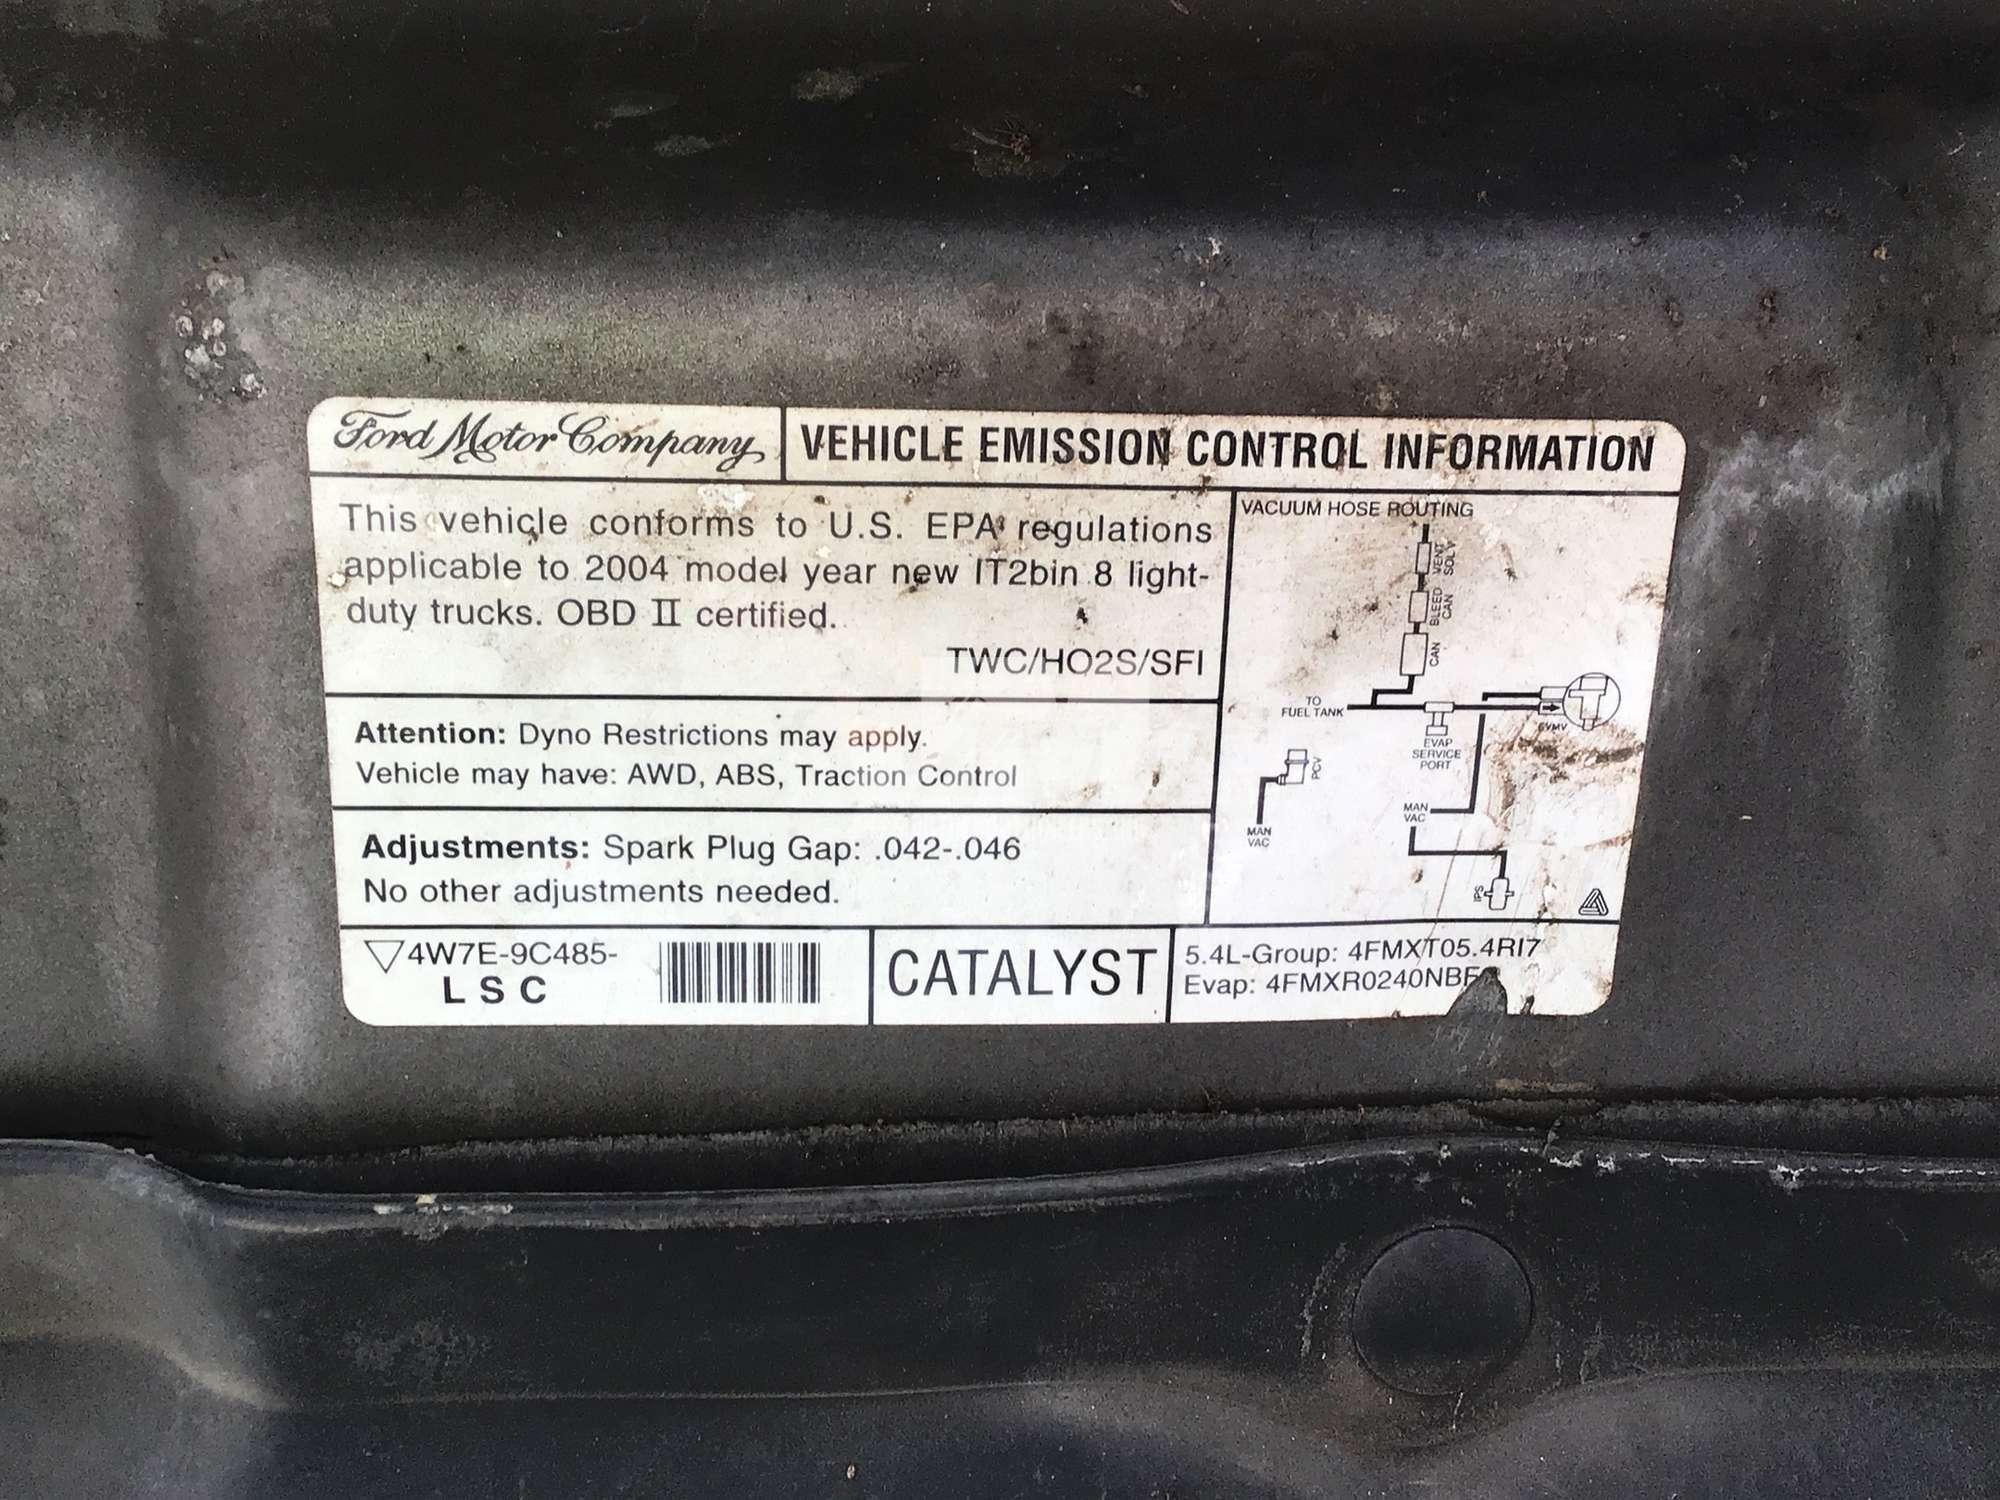 Ford Motor Company
VEHICLE EMISSION CONTROL INFORMATION
This vehicle conforms to U.S. EPA regulations
applicable to 2004 model year new IT2bin 8 light-
duty trucks. OBD II certified.
TWC/HO2S/SFI
Attention: Dyno Restrictions may apply.
Vehicle may have: AWD, ABS, Traction Control
Adjustments: Spark Plug Gap: .042-.046
No other adjustments needed.
VACUUM HOSE ROUTING
VENT
SOLV
BLEED
CAN
CAN
TO
FUEL TANK
EVAP
SERVICE
PORT
EVMV
PCV
MAN
VAC
MAN
VAC
IPS
4W7E-9C485-
LSC
CATALYST
5.4L-Group: 4FMXT05.4RI7
Evap: